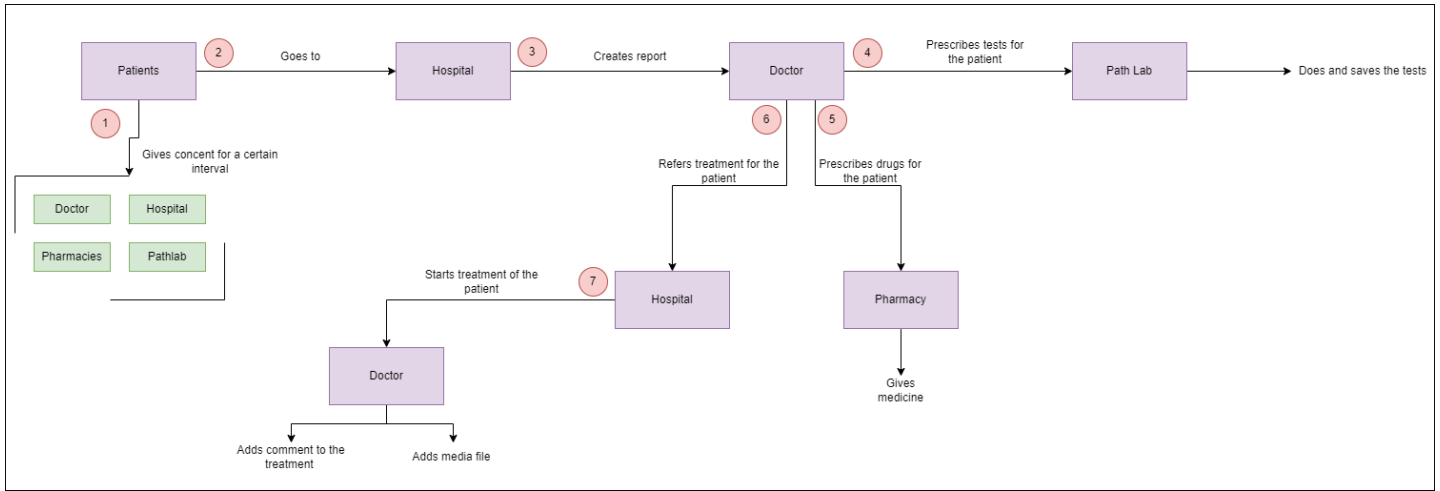 Patients
2
Goes to
Hospital
3
Creates report
Doctor
4
Prescribes tests for
the patient
Path Lab
Does and saves the tests
1
Gives concent for a certain
interval
Doctor
Hospital
Pharmacies
Pathlab
6
5
Refers treatment for the
patient
Prescribes drugs for
the patient
Starts treatment of the
patient
7
Hospital
Pharmacy
Doctor
Gives
medicine
Adds comment to the
treatment
Adds media file